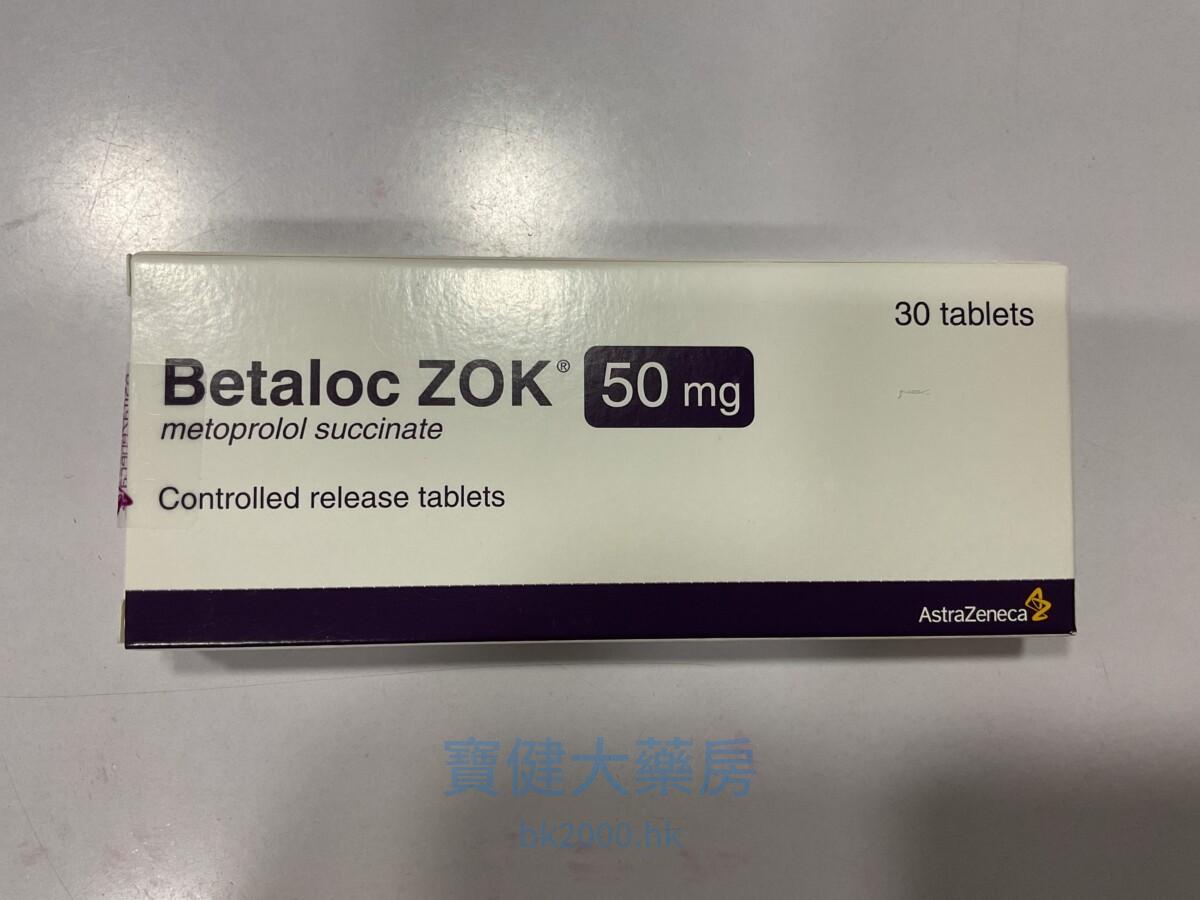 30 tablets
Betaloc ZOK® 50 mg
metoprolol succinate
Controlled release tablets
AstraZeneca
寶健大藥房
bk2000.hk